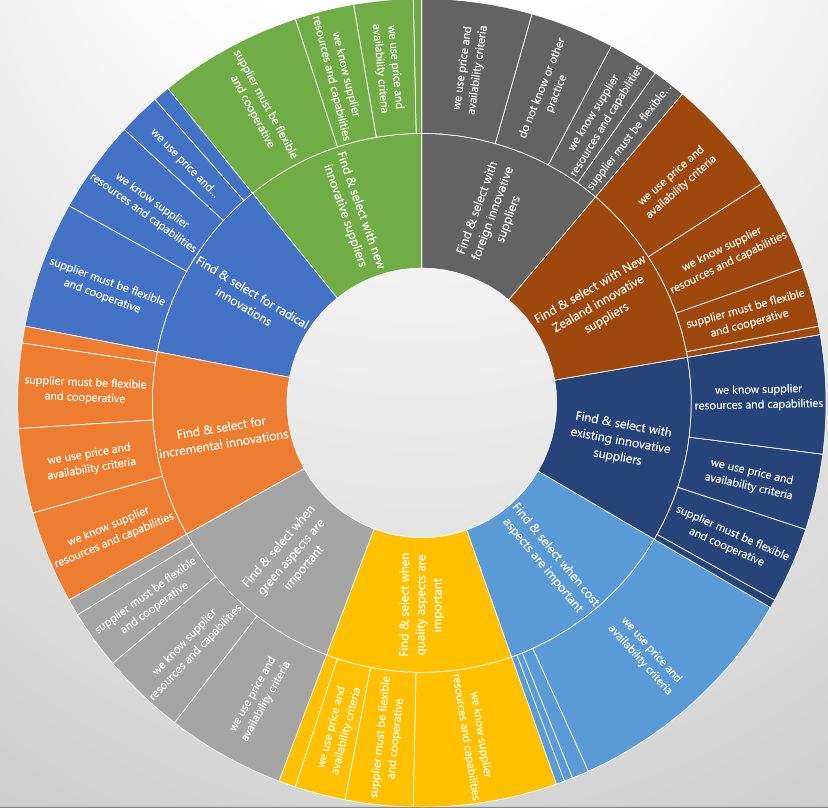 Find & select with
foreign innovative
suppliers
we use price and
availability criteria
do not know or other
practice
we know supplier
resources and capabilities
supplier must be flexible...
Find & select with New
Zealand innovative
suppliers
we use price and
availability criteria
we know supplier
resources and capabilities
supplier must be flexible
and cooperative
Find & select with
existing innovative
suppliers
we know supplier
resources and capabilities
we use price and
availability criteria
supplier must be flexible
and cooperative
Find & select when cost
aspects are important
we use price and
availability criteria
Find & select when
quality aspects are
important
we know supplier
resources and capabilities
supplier must be flexible
and cooperative
we use price and
availability criteria
Find & select when
green aspects are
important
we use price and
availability criteria
we know supplier
resources and capabilities
supplier must be flexible
and cooperative
Find & select for
incremental innovations
we know supplier
resources and capabilities
we use price and
availability criteria
supplier must be flexible
and cooperative
Find & select for radical
innovations
supplier must be flexible
and cooperative
we know supplier
resources and capabilities
we use price and...
Find & select with new
innovative suppliers
supplier must be flexible
and cooperative
we know supplier
resources and capabilities
we use price and
availability criteria